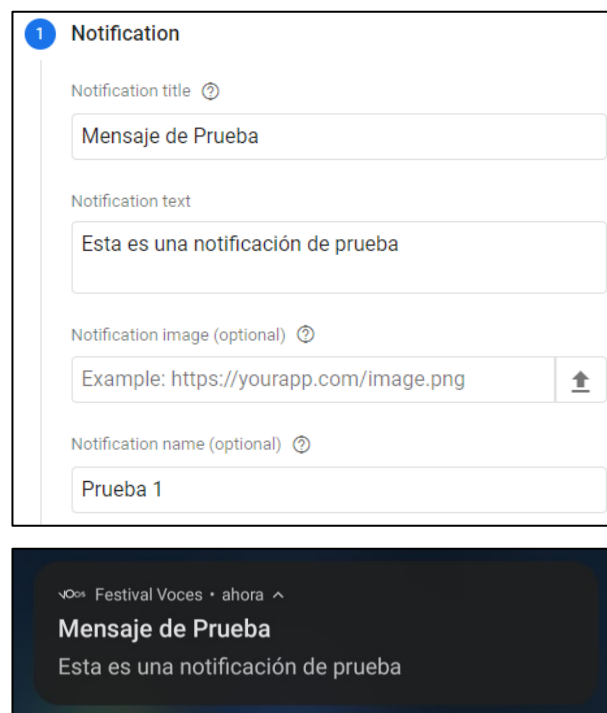 1 Notification
Notification title
Mensaje de Prueba
Notification text
Esta es una notificación de prueba
Notification image (optional)
Example: https://yourapp.com/image.png
Notification name (optional)
Prueba 1
Festival Voces • ahora
Mensaje de Prueba
Esta es una notificación de prueba